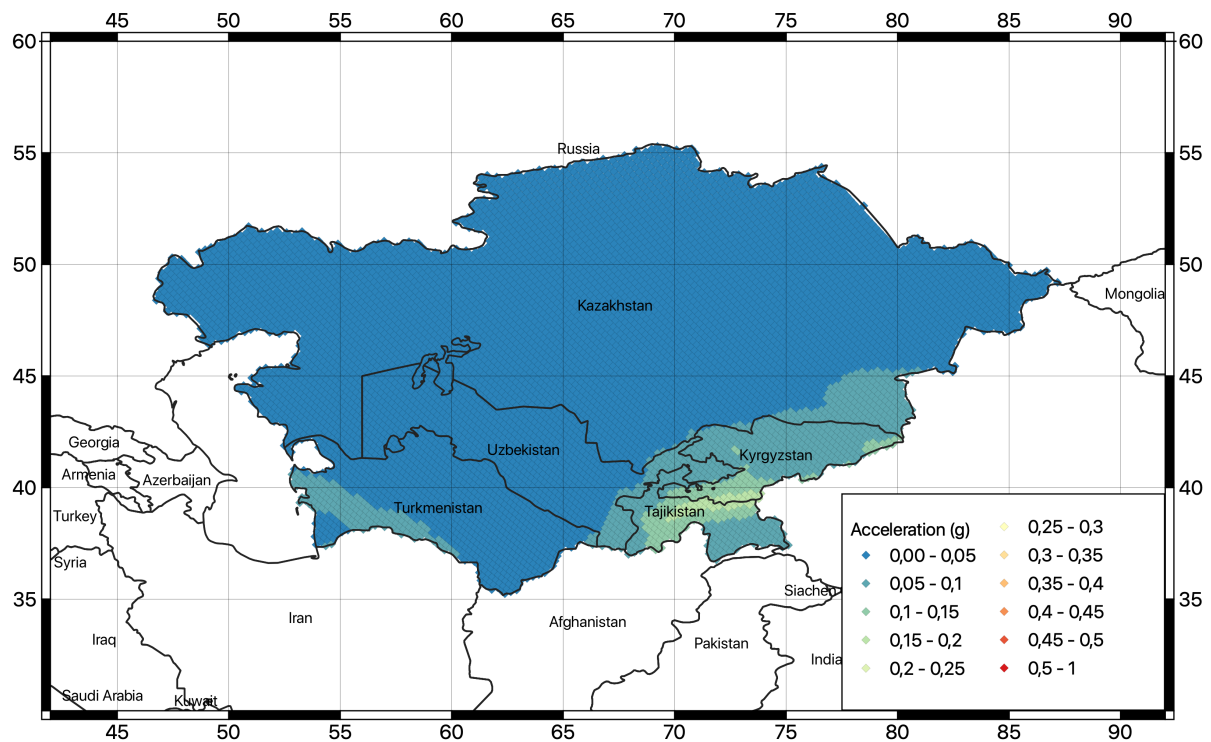 45 50 55 60 65 70 75 80 85 90
60 60
Russia
55 55
50 50
Mongolia
Kazakhstan
45 45
Georgia
Uzbekistan
Kyrgyzstan
Armenia
Azerbaijan
40 40
Turkmenistan
Tajikistan
Turkey
Acceleration (g)
0,00 - 0,05
0,05 - 0,1
0,1 - 0,15
0,15 - 0,2
0,2 - 0,25
0,25 - 0,3
0,3 - 0,35
0,35 - 0,4
0,4 - 0,45
0,45 - 0,5
0,5 - 1
Syria
Siachen
35 35
Iran
Afghanistan
Iraq
Pakistan
India
Saudi Arabia
Kuwait
45 50 55 60 65 70 75 80 85 90